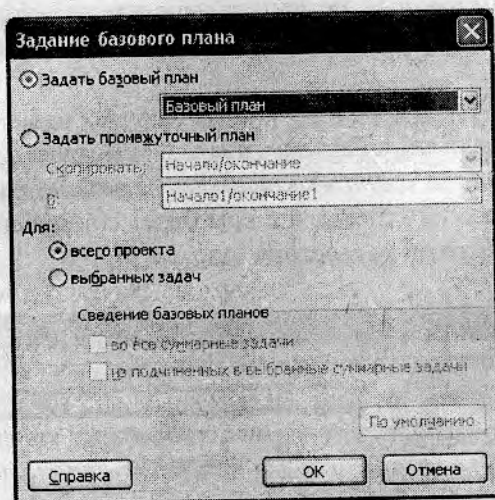 Задание базового плана
Задать базовый план
Базовый план
Задать промежуточный план
Скопировать: Начало/окончание
В: Начало1/окончание1
Для:
всего проекта
выбранных задач
Сведение базовых планов
во все суммарные задачи
из подчиненных в выбранные суммарные задачи
По умолчанию
Справка ОК Отмена